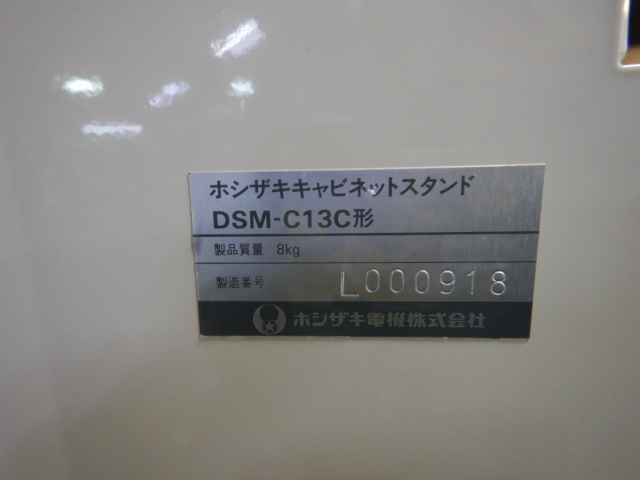 ホシザキキャビネットスタンド
DSM-C13C形
製品質量 8kg
製造番号 L000918
ホシザキ電機株式会社